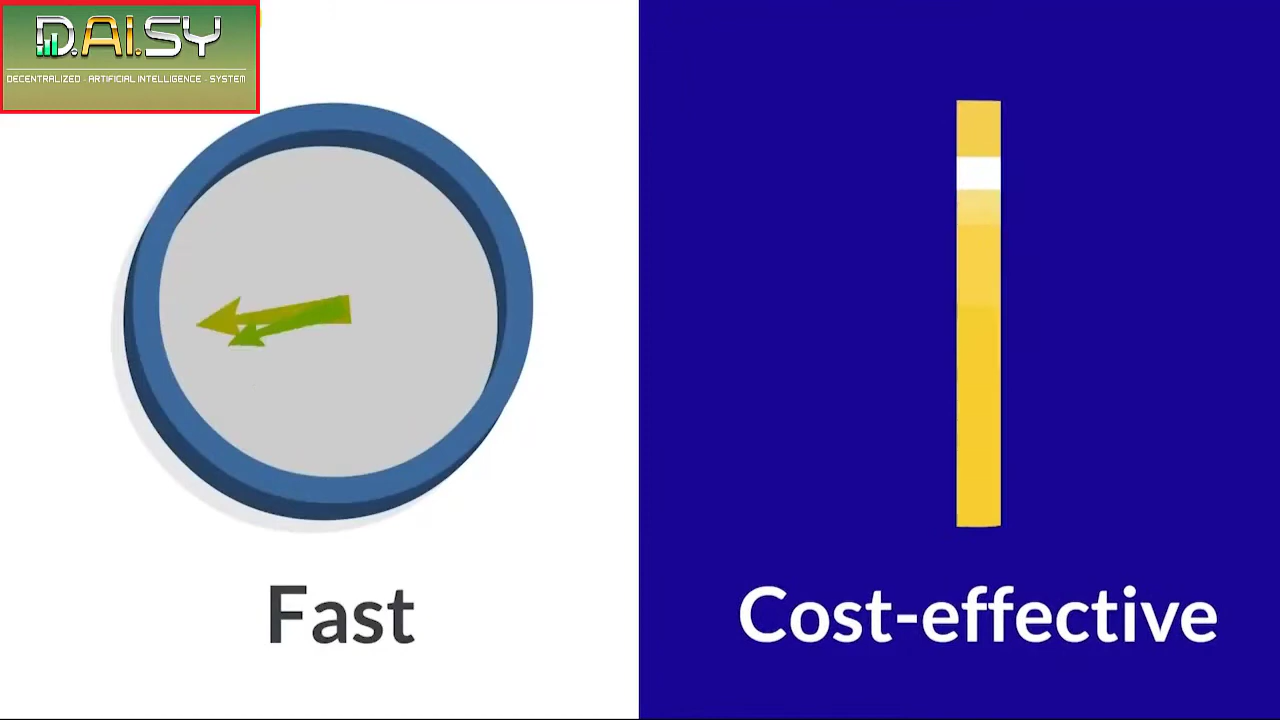 D.AI.SY
DECENTRALIZED - ARTIFICIAL INTELLIGENCE - SYSTEM
Fast
Cost-effective